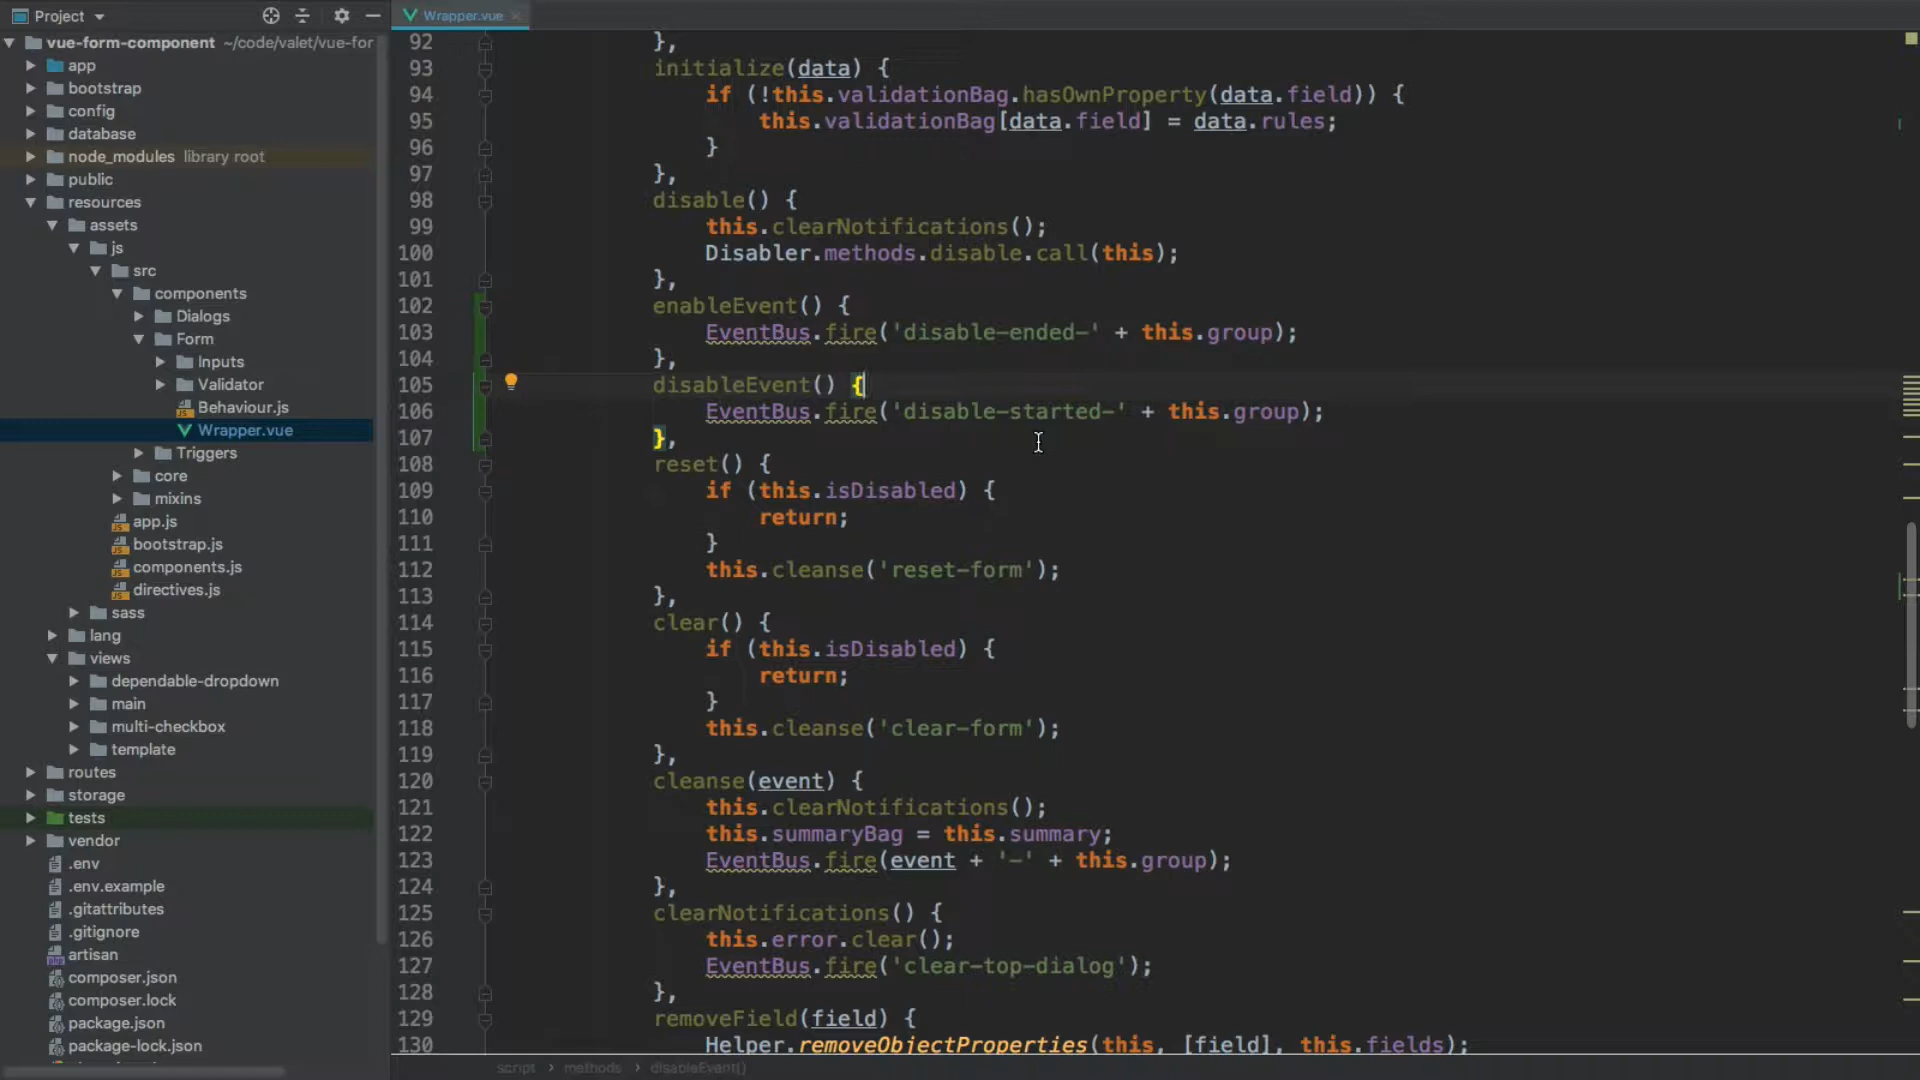 Project
vue-form-component ~/code/valet/vue-for
app
bootstrap
config
database
node_modules library root
public
resources
assets
js
src
components
Dialogs
Form
Inputs
Validator
Behaviour.js
Wrapper.vue
Triggers
core
mixins
app.js
bootstrap.js
components.js
directives.js
sass
lang
views
dependable-dropdown
main
multi-checkbox
template
routes
storage
tests
vendor
.env
.env.example
.gitattributes
.gitignore
artisan
composer.json
composer.lock
package.json
package-lock.json
Wrapper.vue
92 },
93 initialize(data) {
94 if (!this.validationBag.hasOwnProperty(data.field)) {
95 this.validationBag[data.field] = data.rules;
96 }
97 },
98 disable() {
99 this.clearNotifications();
100 Disabler.methods.disable.call(this);
101 },
102 enableEvent() {
103 EventBus.fire('disable-ended-' + this.group);
104 },
105 disableEvent() {
106 EventBus.fire('disable-started-' + this.group);
107 },
108 reset() {
109 if (this.isDisabled) {
110 return;
111 }
112 this.cleanse('reset-form');
113 },
114 clear() {
115 if (this.isDisabled) {
116 return;
117 }
118 this.cleanse('clear-form');
119 },
120 cleanse(event) {
121 this.clearNotifications();
122 this.summaryBag = this.summary;
123 EventBus.fire(event + '-' + this.group);
124 },
125 clearNotifications() {
126 this.error.clear();
127 EventBus.fire('clear-top-dialog');
128 },
129 removeField(field) {
130 Helper.removeObjectProperties(this, [field], this.fields);
script › methods › disableEvent()